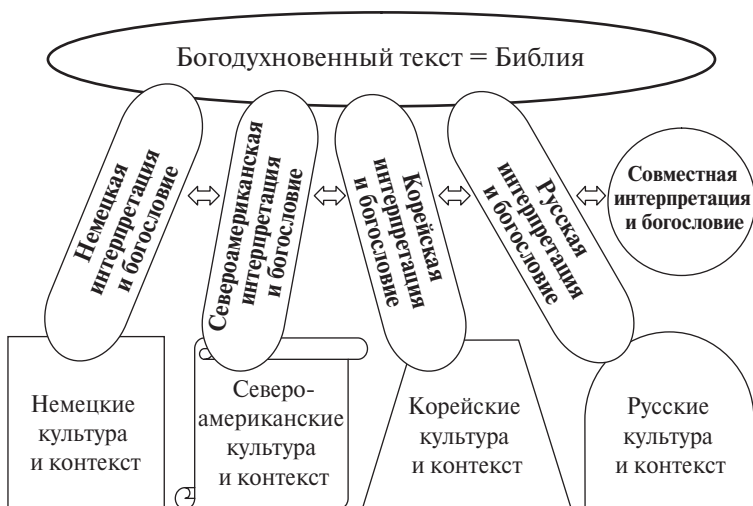 Богодухновенный текст = Библия
Немецкая
интерпретация
и богословие
Североамериканская
интерпретация
и богословие
Корейская
интерпретация
и богословие
Русская
интерпретация
и богословие
Совместная
интерпретация
и богословие
Немецкие
культура
и контекст
Северо-
американские
культура
и контекст
Корейские
культура
и контекст
Русские
культура
и контекст